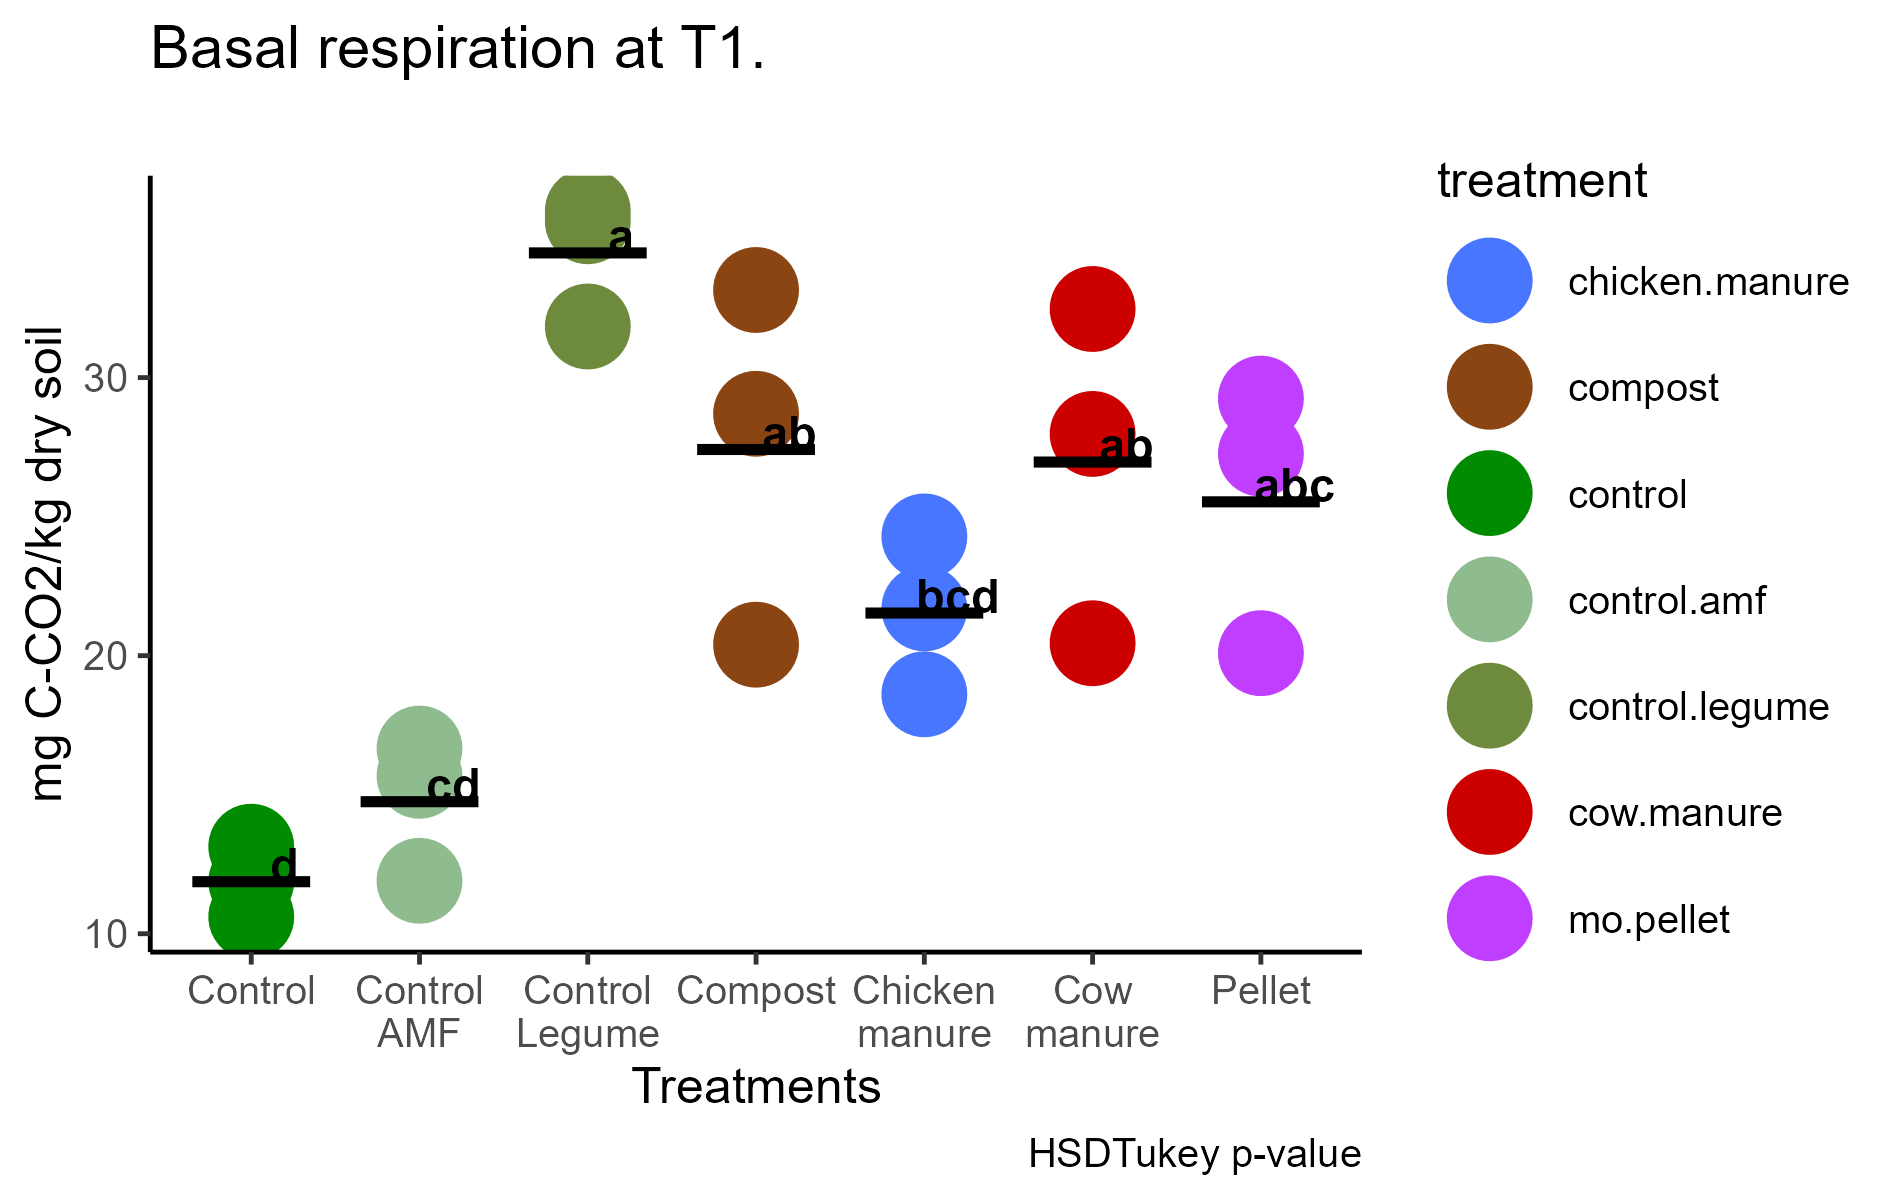 Basal respiration at T1.
mg C-CO2/kg dry soil
30
20
10
a
ab
ab
abc
bcd
cd
d
Control
Control
AMF
Control
Legume
Compost
Chicken
manure
Cow
manure
Pellet
Treatments
HSDTukey p-value
treatment
chicken.manure
compost
control
control.amf
control.legume
cow.manure
mo.pellet